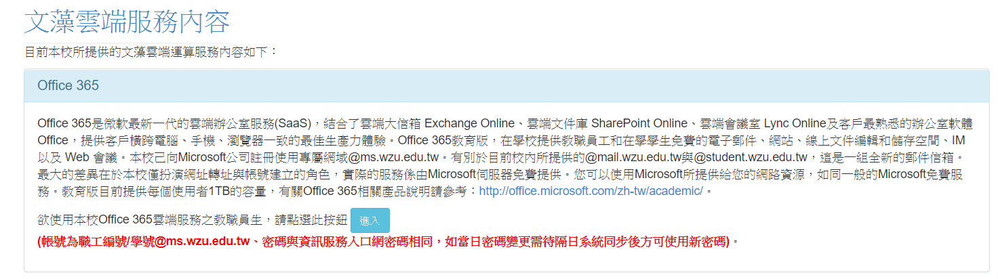 文藻雲端服務內容
目前本校所提供的文藻雲端運算服務內容如下：
Office 365
Office 365是微軟最新一代的雲端辦公室服務(SaaS)，結合了雲端大信箱 Exchange Online、雲端文件庫 SharePoint Online、雲端會議室 Lync Online及客戶最熟悉的辦公室軟體
Office，提供客戶橫跨電腦、手機、瀏覽器一致的最佳生產力體驗。Office 365教育版，在學校提供教職員工和在學學生免費的電子郵件、網站、線上文件編輯和儲存空間、IM
以及 Web 會議。本校已向Microsoft公司註冊使用專屬網域@ms.wzu.edu.tw。有別於目前校內所提供的@mail.wzu.edu.tw與@student.wzu.edu.tw，這是一組全新的郵件信箱。
最大的差異在於本校僅扮演網址轉址與帳號建立的角色，實際的服務係由Microsoft伺服器免費提供。您可以使用Microsoft所提供給您的網路資源，如同一般的Microsoft免費服
務。教育版目前提供每個使用者1TB的容量，有關Office 365相關產品說明請參考：http://office.microsoft.com/zh-tw/academic/。
欲使用本校Office 365雲端服務之教職員生，請點選此按鈕 進入
(帳號為職工編號/學號@ms.wzu.edu.tw、密碼與資訊服務入口網密碼相同，如當日密碼變更需待隔日系統同步後方可使用新密碼)。